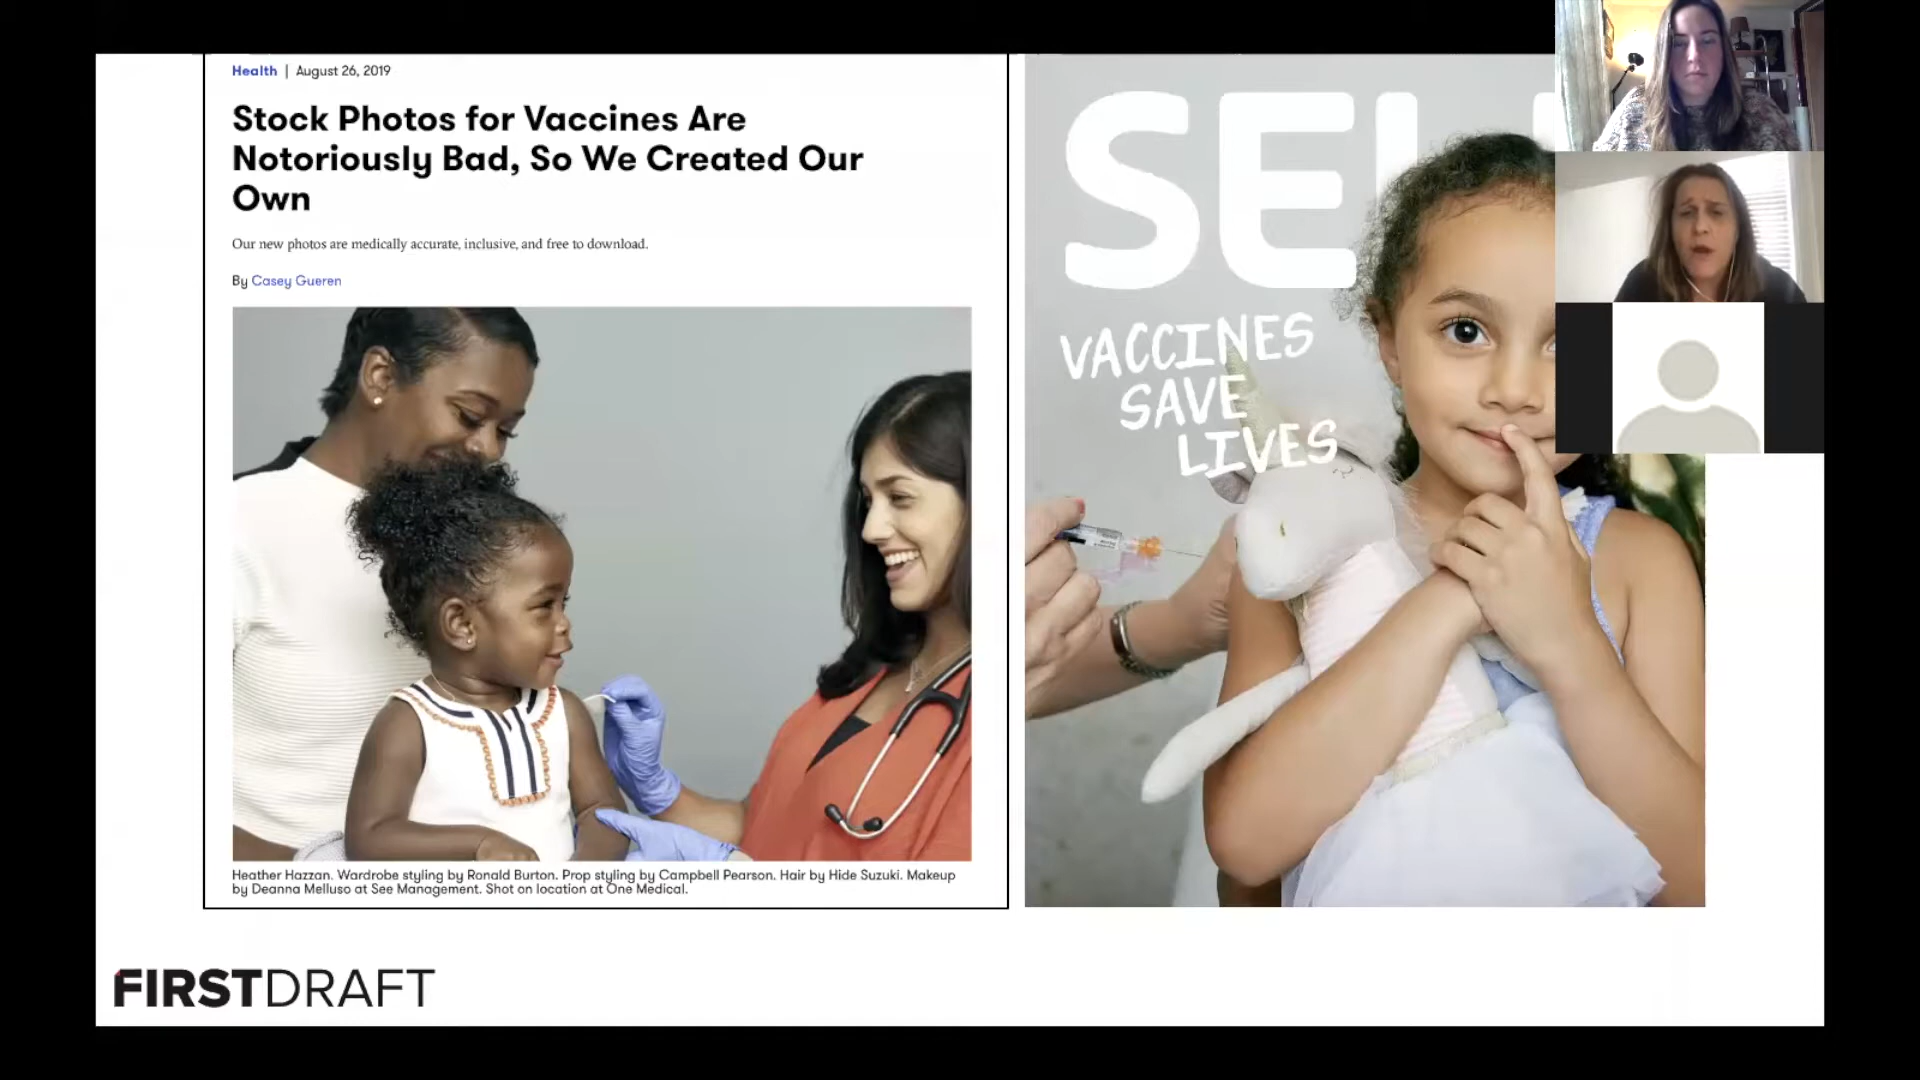 Health | August 26, 2019
Stock Photos for Vaccines Are
Notoriously Bad, So We Created Our
Own
Our new photos are medically accurate, inclusive, and free to download.
By Casey Gueren
Heather Hazzan. Wardrobe styling by Ronald Burton. Prop styling by Campbell Pearson. Hair by Hide Suzuki. Makeup
by Deanna Melluso at See Management. Shot on location at One Medical.
SEL
VACCINES
SAVE
LIVES
FIRSTDRAFT